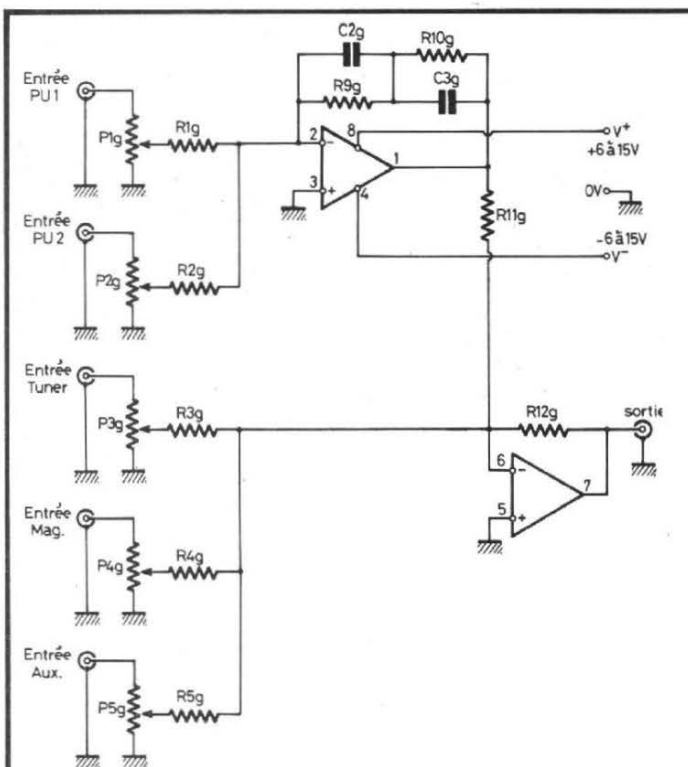 C2g
R10g
R9g
C3g
Entrée
PU1
P1g
R1g
2
-
8
1
3
+
4
V+
+6 à 15V
0V
R11g
-6 à 15V
V-
Entrée
PU 2
P2g
R2g
Entrée
Tuner
P3g
R3g
R12g
sortie
6
-
7
5
+
Entrée
Mag.
P4g
R4g
Entrée
Aux.
P5g
R5g